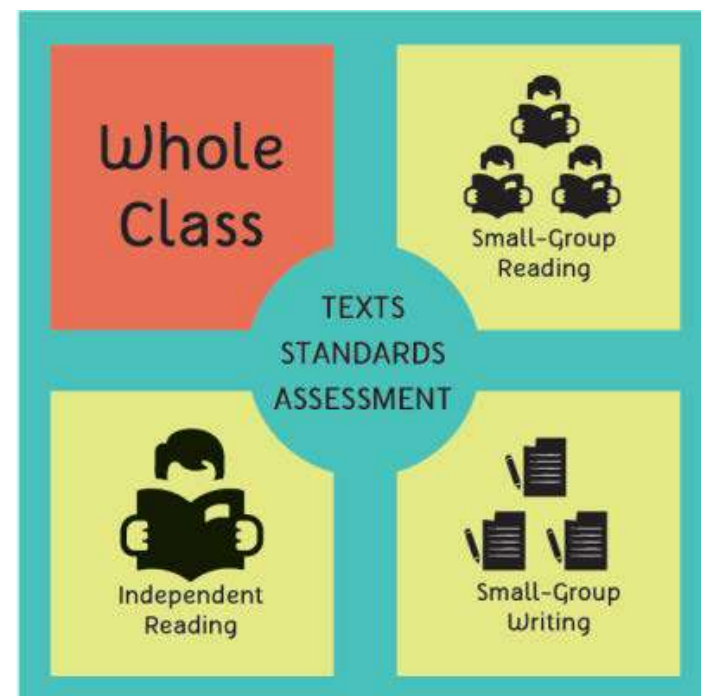 Whole
Class
Small-Group
Reading
TEXTS
STANDARDS
ASSESSMENT
Independent
Reading
Small-Group
Writing